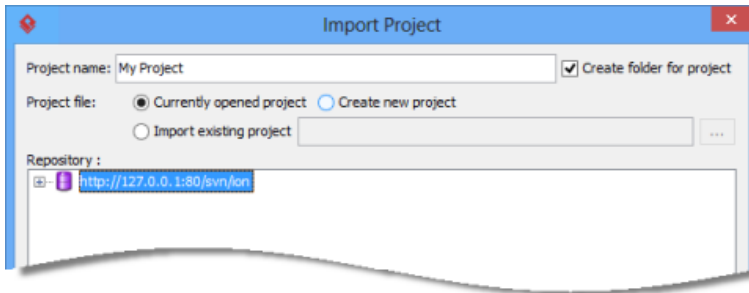 Import Project
Project name: My Project Create folder for project
Project file: Currently opened project Create new project
Import existing project ...
Repository :
http://127.0.0.1:80/svn/ion